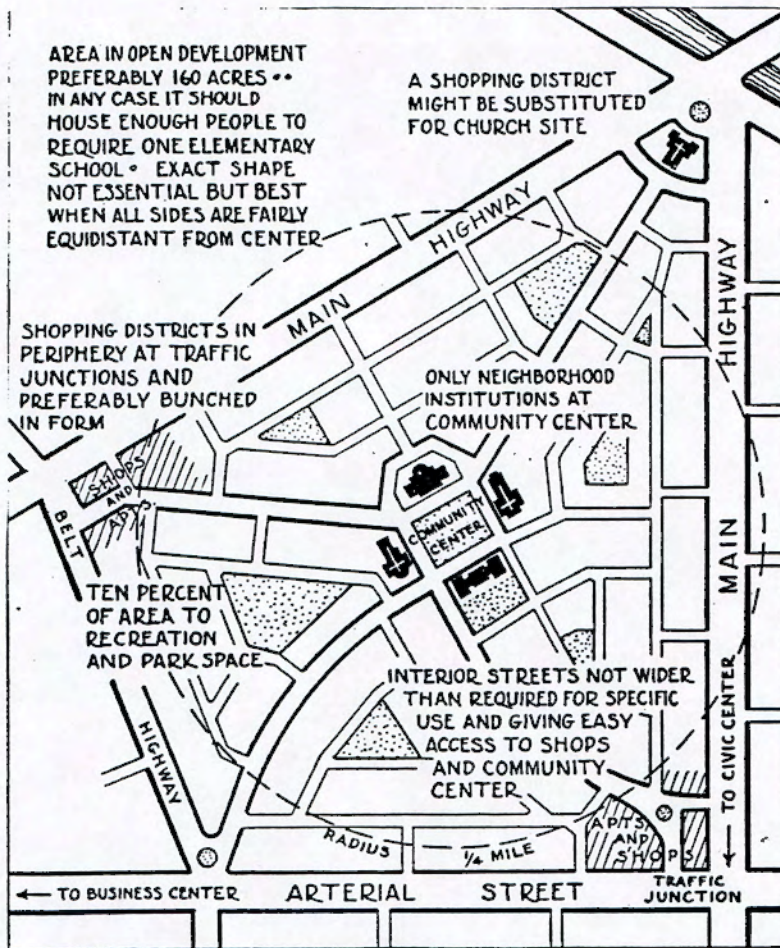 AREA IN OPEN DEVELOPMENT
PREFERABLY 160 ACRES ••
IN ANY CASE IT SHOULD
HOUSE ENOUGH PEOPLE TO
REQUIRE ONE ELEMENTARY
SCHOOL • EXACT SHAPE
NOT ESSENTIAL BUT BEST
WHEN ALL SIDES ARE FAIRLY
EQUIDISTANT FROM CENTER
A SHOPPING DISTRICT
MIGHT BE SUBSTITUTED
FOR CHURCH SITE
MAIN HIGHWAY
SHOPPING DISTRICTS IN
PERIPHERY AT TRAFFIC
JUNCTIONS AND
PREFERABLY BUNCHED
IN FORM
ONLY NEIGHBORHOOD
INSTITUTIONS AT
COMMUNITY CENTER
MAIN HIGHWAY
SHOPS
AND
APTS.
COMMUNITY
CENTER
BELT HIGHWAY
TEN PERCENT
OF AREA TO
RECREATION
AND PARK SPACE
INTERIOR STREETS NOT WIDER
THAN REQUIRED FOR SPECIFIC
USE AND GIVING EASY
ACCESS TO SHOPS
AND COMMUNITY
CENTER
→ TO CIVIC CENTER
RADIUS 1/4 MILE
APTS
AND
SHOPS
TRAFFIC
JUNCTION
← TO BUSINESS CENTER
ARTERIAL STREET